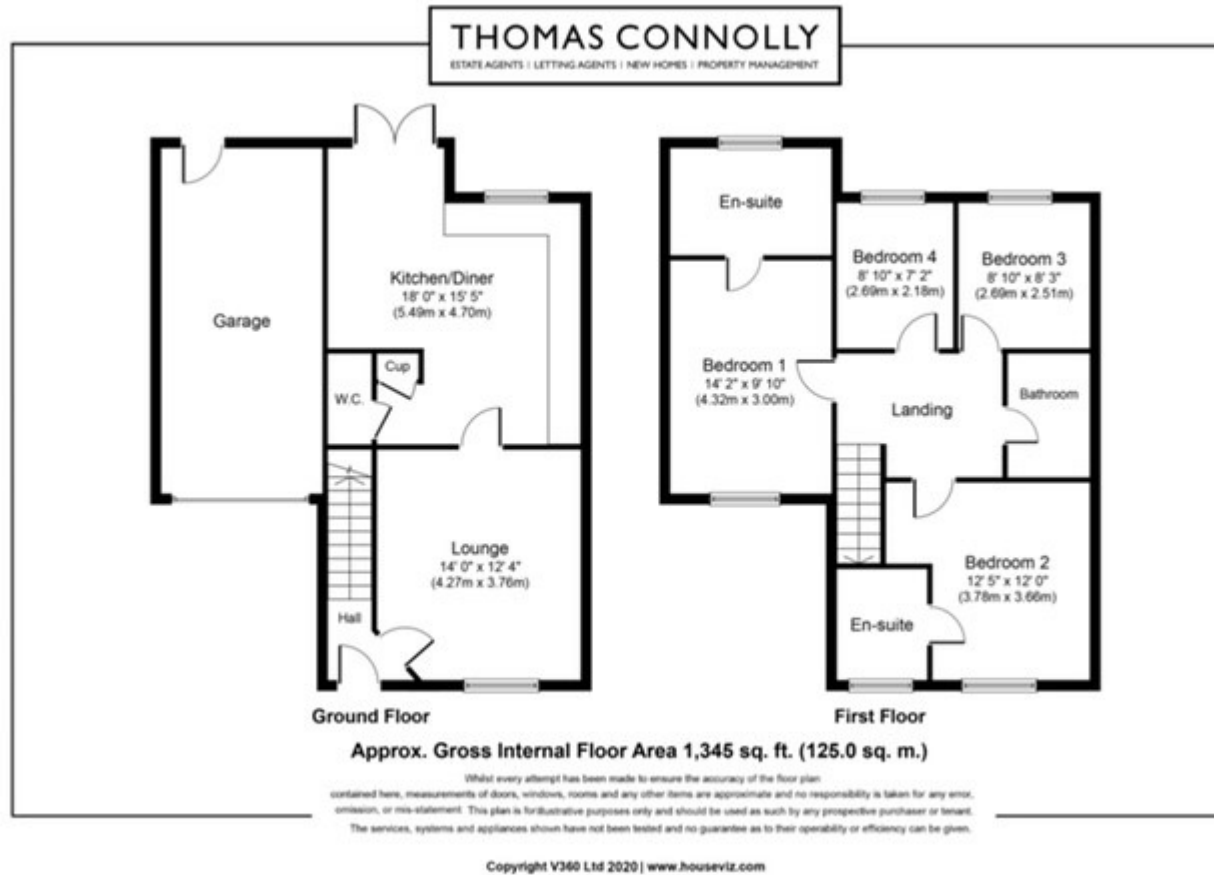 THOMAS CONNOLLY
ESTATE AGENTS | LETTING AGENTS | NEW HOMES | PROPERTY MANAGEMENT
Garage
Kitchen/Diner
18' 0" x 15' 5"
(5.49m x 4.70m)
Cup
W.C.
Lounge
14' 0" x 12' 4"
(4.27m x 3.76m)
Hall
Ground Floor
En-suite
Bedroom 4
8' 10" x 7' 2"
(2.69m x 2.18m)
Bedroom 3
8' 10" x 8' 3"
(2.69m x 2.51m)
Bedroom 1
14' 2" x 9' 10"
(4.32m x 3.00m)
Landing
Bathroom
Bedroom 2
12' 5" x 12' 0"
(3.78m x 3.66m)
En-suite
First Floor
Approx. Gross Internal Floor Area 1,345 sq. ft. (125.0 sq. m.)
Whilst every attempt has been made to ensure the accuracy of the floor plan
contained here, measurements of doors, windows, rooms and any other items are approximate and no responsibility is taken for any error,
omission, or mis-statement. This plan is for illustrative purposes only and should be used as such by any prospective purchaser or tenant.
The services, systems and appliances shown have not been tested and no guarantee as to their operability or efficiency can be given.
Copyright V360 Ltd 2020 | www.houseviz.com